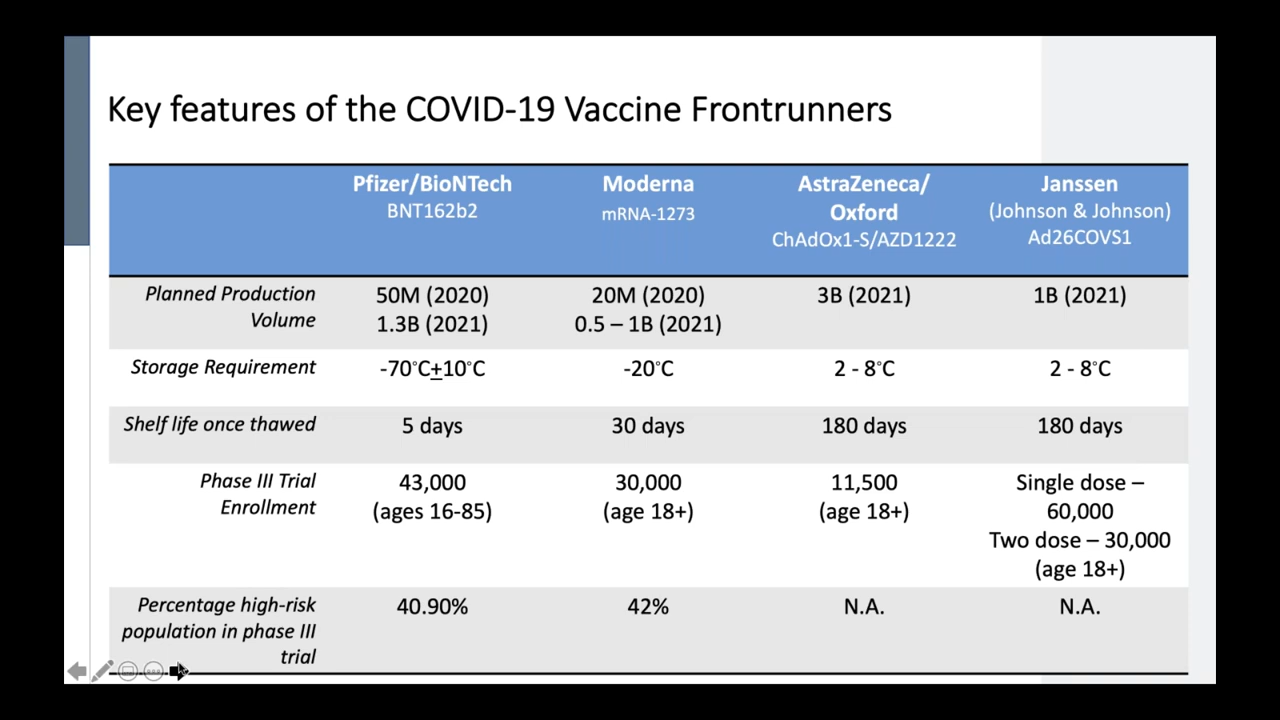 Key features of the COVID-19 Vaccine Frontrunners
Pfizer/BioNTech
BNT162b2
Moderna
mRNA-1273
AstraZeneca/
Oxford
ChAdOx1-S/AZD1222
Janssen
(Johnson & Johnson)
Ad26COVS1
Planned Production
Volume
50M (2020)
1.3B (2021)
20M (2020)
0.5 – 1B (2021)
3B (2021)
1B (2021)
Storage Requirement
-70°C±10°C
-20°C
2 - 8°C
2 - 8°C
Shelf life once thawed
5 days
30 days
180 days
180 days
Phase III Trial
Enrollment
43,000
(ages 16-85)
30,000
(age 18+)
11,500
(age 18+)
Single dose –
60,000
Two dose – 30,000
(age 18+)
Percentage high-risk
population in phase III
trial
40.90%
42%
N.A.
N.A.